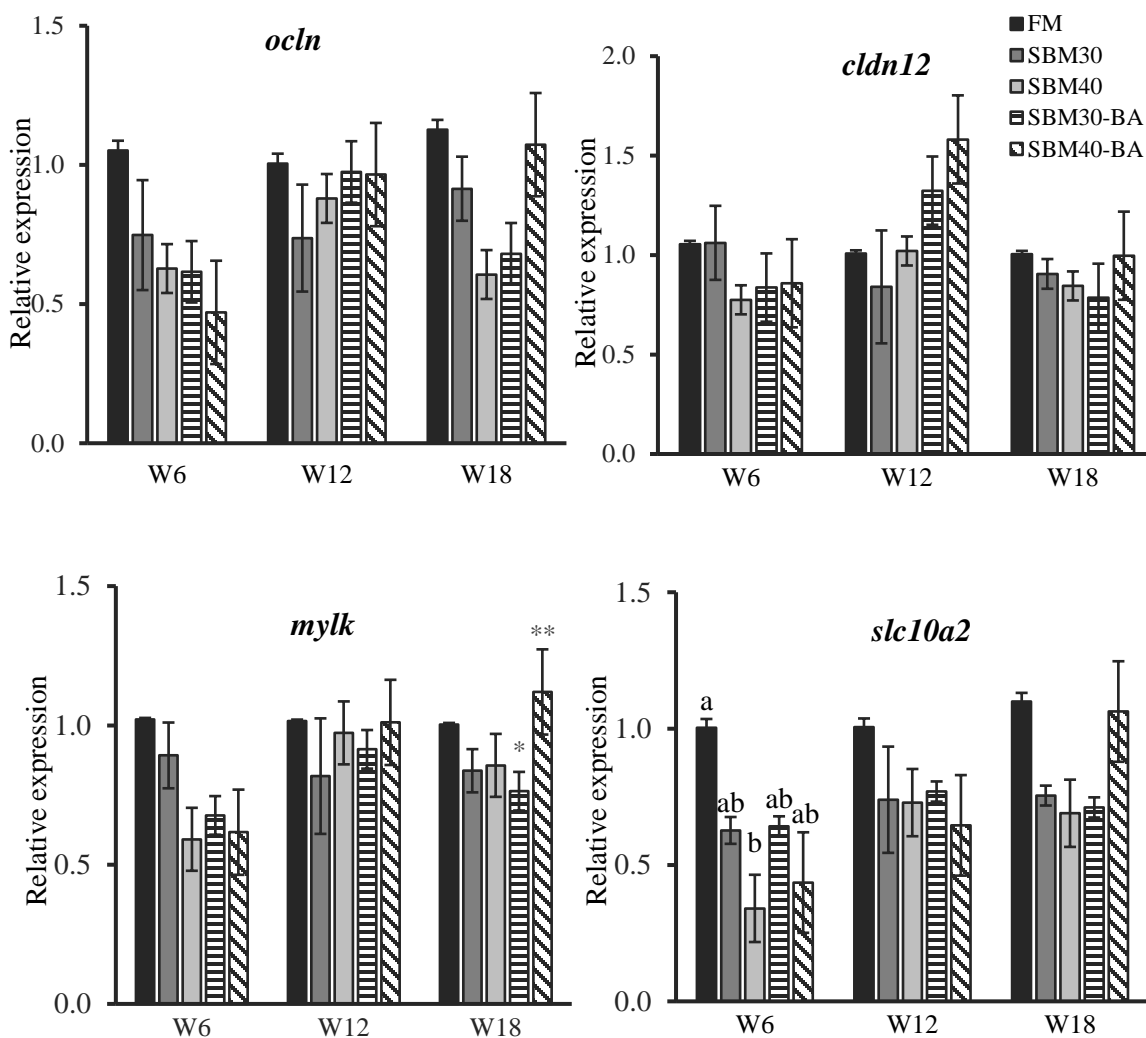 ocln
Relative expression
1.5
1.0
0.5
0.0
W6 W12 W18
cldn12
Relative expression
2.0
1.5
1.0
0.5
0.0
W6 W12 W18
FM
SBM30
SBM40
SBM30-BA
SBM40-BA
mylk
Relative expression
1.5
1.0
0.5
0.0
* **
W6 W12 W18
slc10a2
Relative expression
1.5
1.0
0.5
0.0
a ab b ab ab
W6 W12 W18